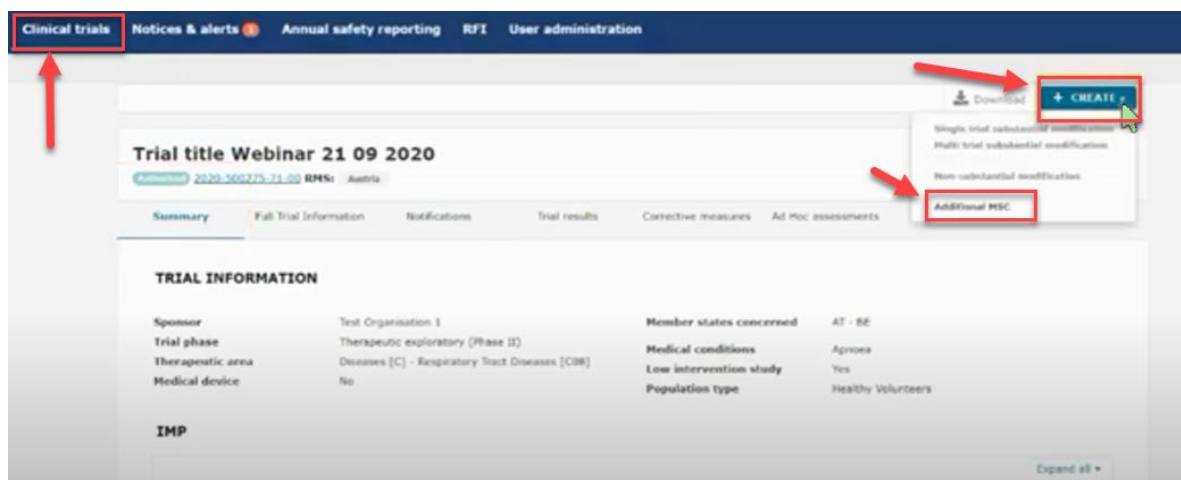 Clinical trials Notices & alerts 1 Annual safety reporting RFI User administration
Download + CREATE
Single trial substantial modification
Multi trial substantial modification
Non-substantial modification
Additional MSC
Trial title Webinar 21 09 2020
Authorised 2020-500275-71-00 RMS: Austria
Summary Full Trial Information Notifications Trial results Corrective measures Ad Hoc assessments
TRIAL INFORMATION
Sponsor Test Organisation 1 Member states concerned AT - BE
Trial phase Therapeutic exploratory (Phase II) Medical conditions Apnoea
Therapeutic area Diseases [C] - Respiratory Tract Diseases [C08] Low intervention study Yes
Medical device No Population type Healthy Volunteers
IMP
Expand all